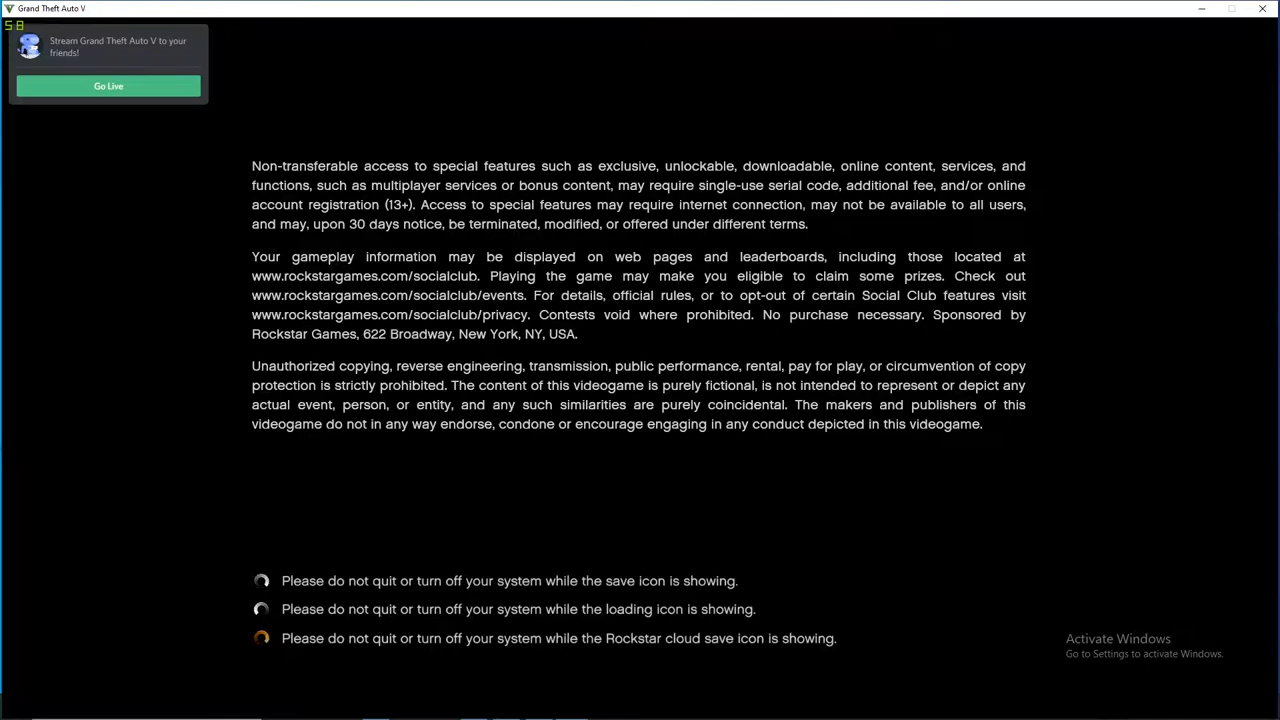 Grand Theft Auto V
58
Stream Grand Theft Auto V to your
friends!
Go Live
Non-transferable access to special features such as exclusive, unlockable, downloadable, online content, services, and
functions, such as multiplayer services or bonus content, may require single-use serial code, additional fee, and/or online
account registration (13+). Access to special features may require internet connection, may not be available to all users,
and may, upon 30 days notice, be terminated, modified, or offered under different terms.
Your gameplay information may be displayed on web pages and leaderboards, including those located at
www.rockstargames.com/socialclub. Playing the game may make you eligible to claim some prizes. Check out
www.rockstargames.com/socialclub/events. For details, official rules, or to opt-out of certain Social Club features visit
www.rockstargames.com/socialclub/privacy. Contests void where prohibited. No purchase necessary. Sponsored by
Rockstar Games, 622 Broadway, New York, NY, USA.
Unauthorized copying, reverse engineering, transmission, public performance, rental, pay for play, or circumvention of copy
protection is strictly prohibited. The content of this videogame is purely fictional, is not intended to represent or depict any
actual event, person, or entity, and any such similarities are purely coincidental. The makers and publishers of this
videogame do not in any way endorse, condone or encourage engaging in any conduct depicted in this videogame.
Please do not quit or turn off your system while the save icon is showing.
Please do not quit or turn off your system while the loading icon is showing.
Please do not quit or turn off your system while the Rockstar cloud save icon is showing.
Activate Windows
Go to Settings to activate Windows.